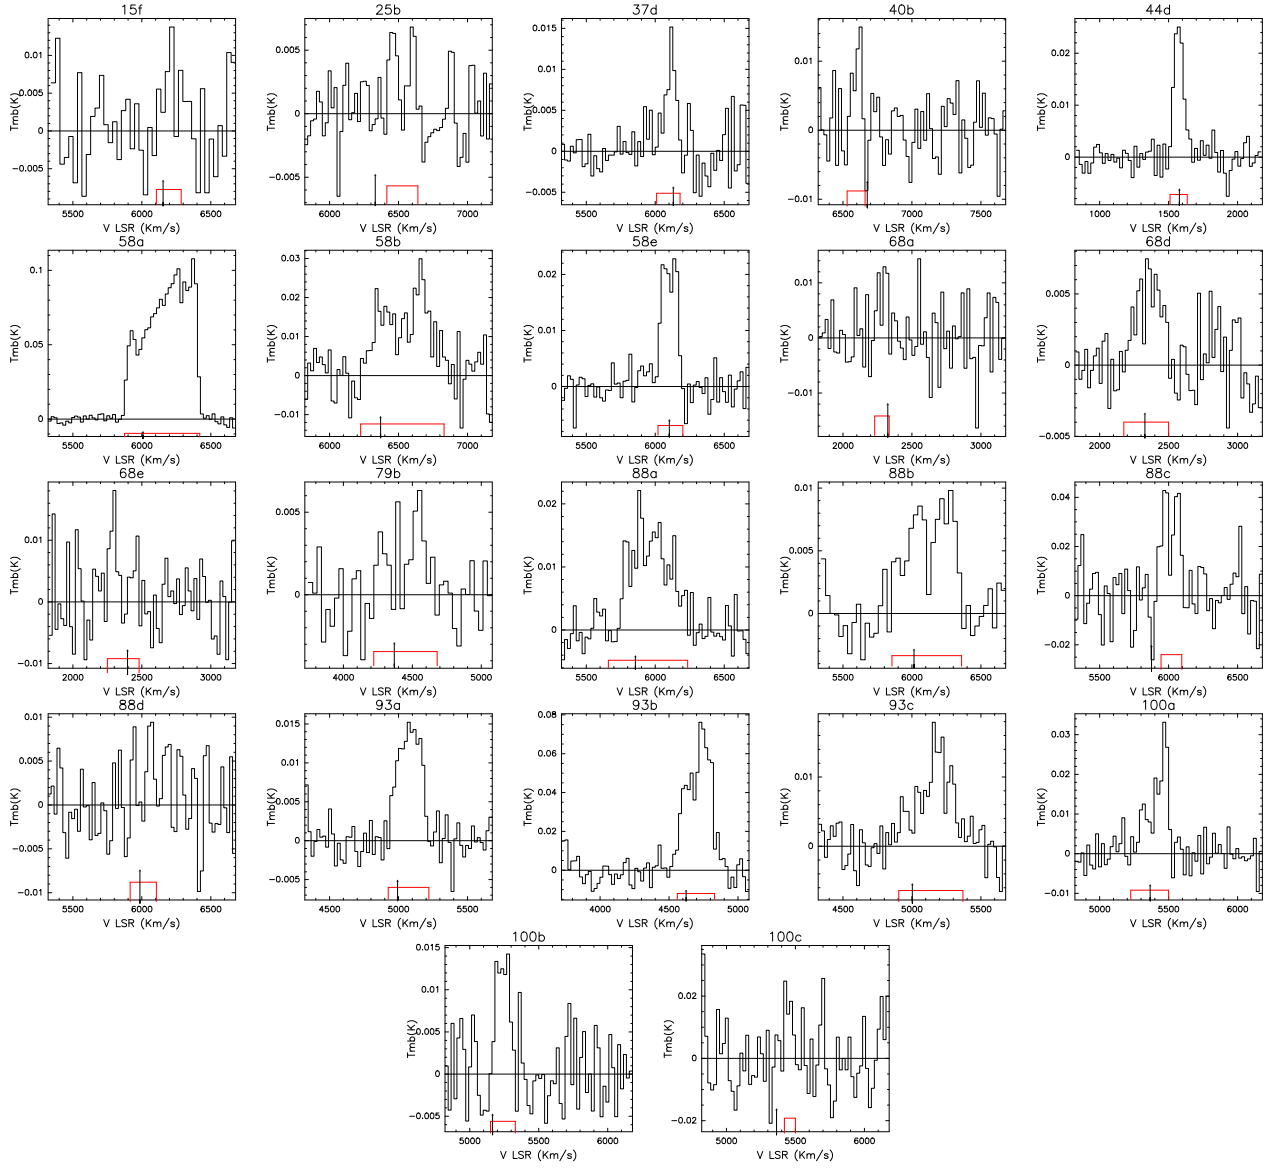 15f 25b 37d 40b 44d
Tmb(K) 0.01 0.005 0 −0.005 5500 6000 6500 V LSR (Km/s)
Tmb(K) 0.005 0 −0.005 6000 6500 7000 V LSR (Km/s)
Tmb(K) 0.015 0.01 0.005 0 −0.005 5500 6000 6500 V LSR (Km/s)
Tmb(K) 0.01 0 −0.01 6500 7000 7500 V LSR (Km/s)
Tmb(K) 0.02 0.01 0 1000 1500 2000 V LSR (Km/s)
58a 58b 58e 68a 68d
Tmb(K) 0.1 0.05 0 5500 6000 6500 V LSR (Km/s)
Tmb(K) 0.03 0.02 0.01 0 −0.01 6000 6500 7000 V LSR (Km/s)
Tmb(K) 0.02 0.01 0 5500 6000 6500 V LSR (Km/s)
Tmb(K) 0.01 0 −0.01 2000 2500 3000 V LSR (Km/s)
Tmb(K) 0.005 0 −0.005 2000 2500 3000 V LSR (Km/s)
68e 79b 88a 88b 88c
Tmb(K) 0.01 0 −0.01 2000 2500 3000 V LSR (Km/s)
Tmb(K) 0.005 0 4000 4500 5000 V LSR (Km/s)
Tmb(K) 0.02 0.01 0 5500 6000 6500 V LSR (Km/s)
Tmb(K) 0.01 0.005 0 5500 6000 6500 V LSR (Km/s)
Tmb(K) 0.04 0.02 0 −0.02 5500 6000 6500 V LSR (Km/s)
88d 93a 93b 93c 100a
Tmb(K) 0.01 0.005 0 −0.005 −0.01 5500 6000 6500 V LSR (Km/s)
Tmb(K) 0.015 0.01 0.005 0 −0.005 4500 5000 5500 V LSR (Km/s)
Tmb(K) 0.08 0.06 0.04 0.02 0 4000 4500 5000 V LSR (Km/s)
Tmb(K) 0.01 0 4500 5000 5500 V LSR (Km/s)
Tmb(K) 0.03 0.02 0.01 0 −0.01 5000 5500 6000 V LSR (Km/s)
100b 100c
Tmb(K) 0.015 0.01 0.005 0 −0.005 5000 5500 6000 V LSR (Km/s)
Tmb(K) 0.02 0 −0.02 5000 5500 6000 V LSR (Km/s)